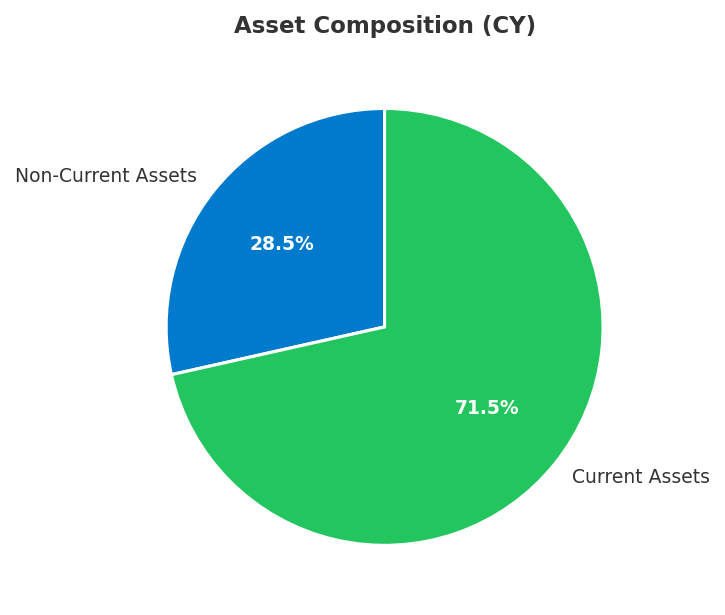 Asset Composition (CY)
Non-Current Assets
28.5%
71.5%
Current Assets